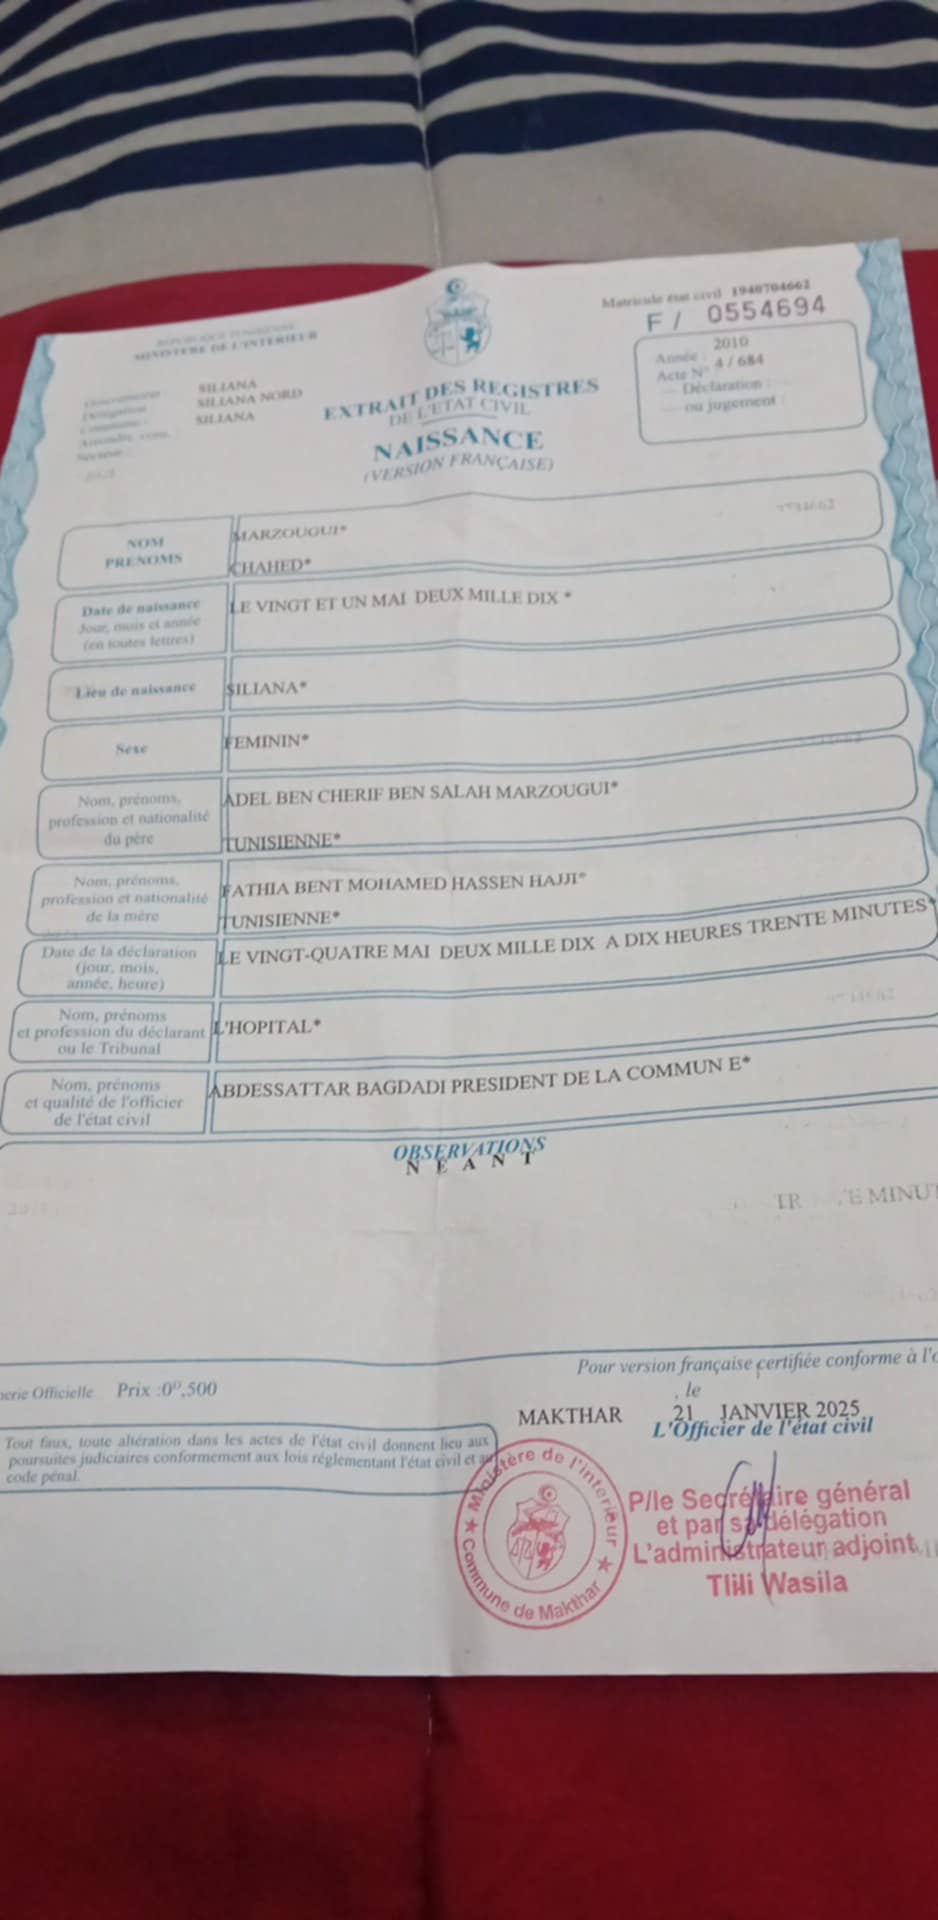 REPUBLIQUE TUNISIENNE
MINISTERE DE L'INTERIEUR
Matricule état civil 1940704662
F / 0554694
2010
Année :
Acte N° 4 / 684
Déclaration :
ou jugement :
SILIANA
SILIANA NORD
SILIANA
EXTRAIT DES REGISTRES
DE L'ETAT CIVIL
NAISSANCE
(VERSION FRANÇAISE)
NOM
PRENOMS
MARZOUGUI*
CHAHED*
Date de naissance
Jour, mois et année
(en toutes lettres)
LE VINGT ET UN MAI DEUX MILLE DIX *
Lieu de naissance
SILIANA*
Sexe
FEMININ*
Nom, prénoms,
profession et nationalité
du père
ADEL BEN CHERIF BEN SALAH MARZOUGUI*
TUNISIENNE*
Nom, prénoms,
profession et nationalité
de la mère
FATHIA BENT MOHAMED HASSEN HAJJI*
TUNISIENNE*
Date de la déclaration
(jour, mois,
année, heure)
LE VINGT-QUATRE MAI DEUX MILLE DIX A DIX HEURES TRENTE MINUTES*
Nom, prénoms
et profession du déclarant
ou le Tribunal
L'HOPITAL*
Nom, prénoms
et qualité de l'officier
de l'état civil
ABDESSATTAR BAGDADI PRESIDENT DE LA COMMUN E*
OBSERVATIONS
N E A N T
Pour version française certifiée conforme à l'o
, le
MAKTHAR 21 JANVIER 2025
L'Officier de l'état civil
nerie Officielle Prix :0ᴰ,500
Tout faux, toute altération dans les actes de l'état civil donnent lieu aux
poursuites judiciaires conformement aux lois réglementant l'état civil et au
code pénal.
Ministère de l'interieur
Commune de Makthar
P/le Secrétaire général
et par sa délégation
L'administrateur adjoint
Tlili Wasila